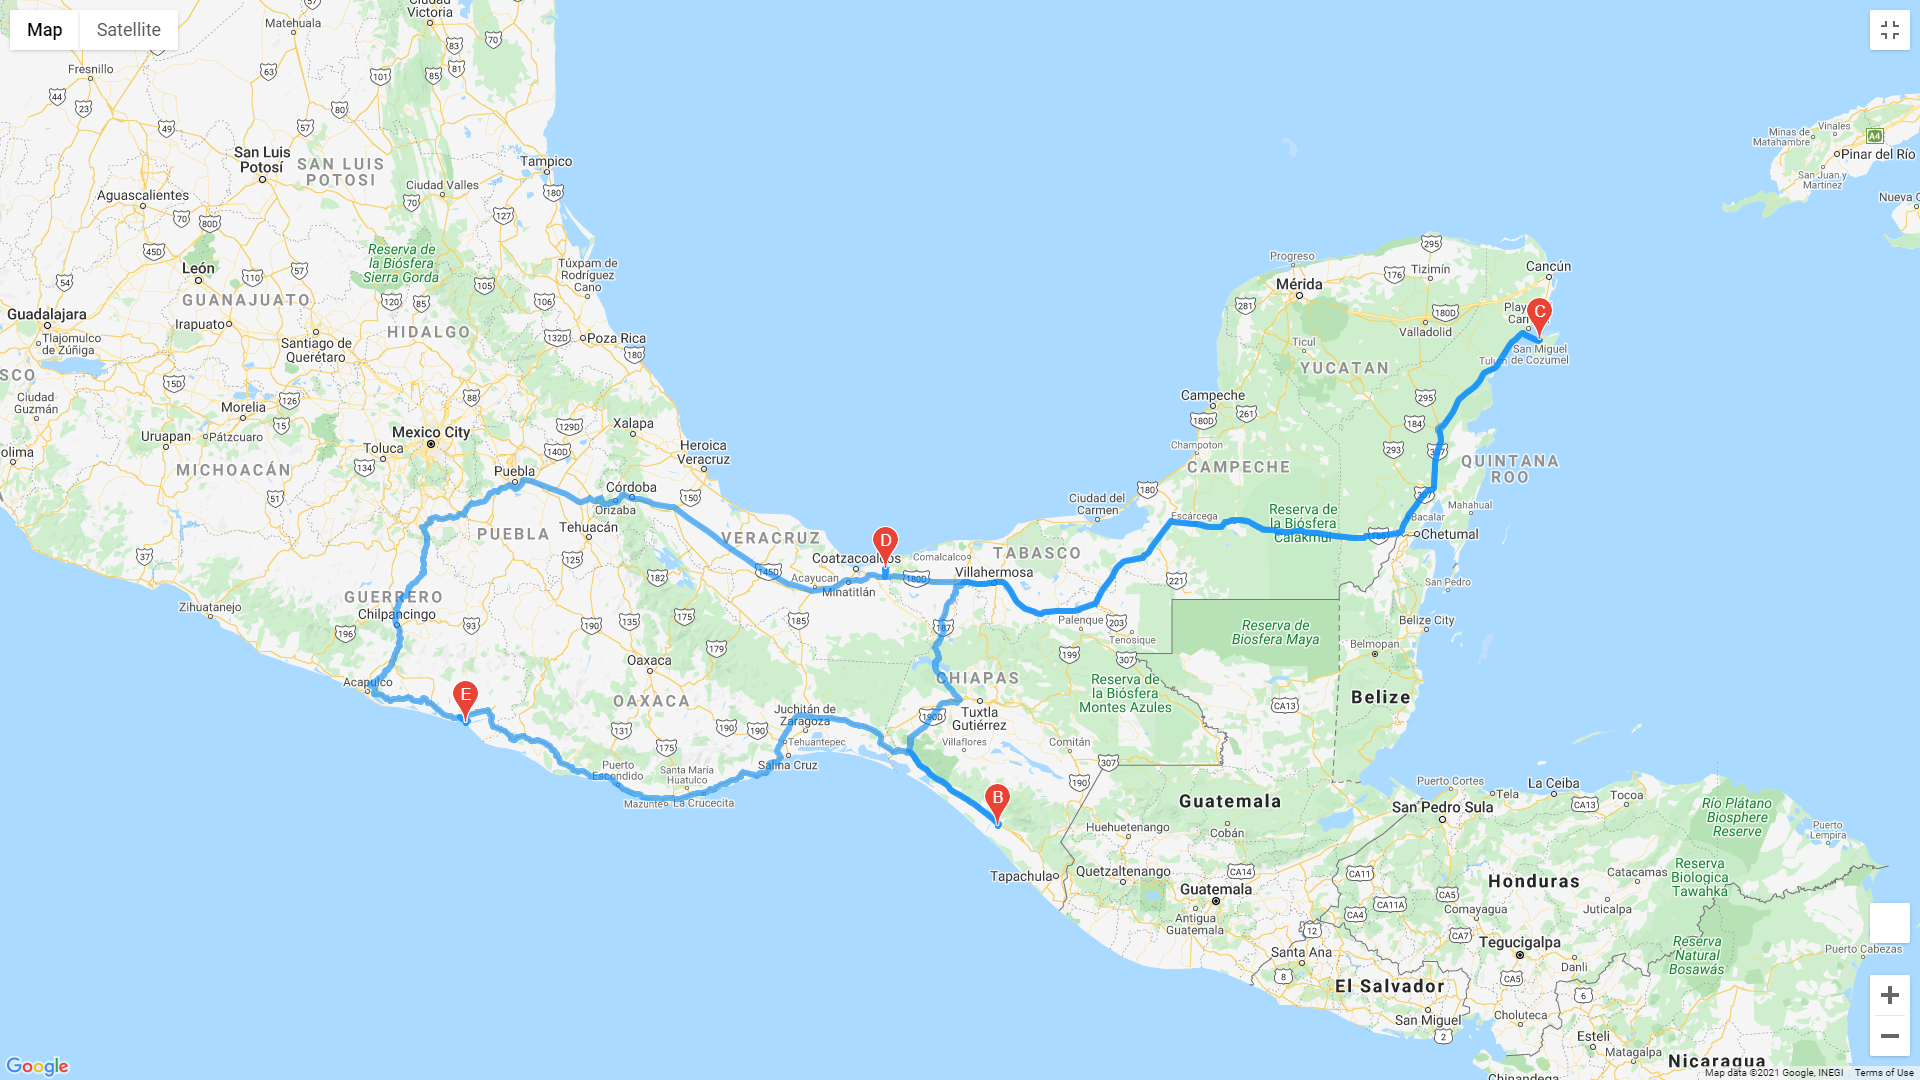 Map
Satellite
Ciudad
Victoria
Matehuala
Fresnillo
SAN LUIS
POTOSI
San Luis
Potosí
Tampico
Ciudad Valles
Aguascalientes
Reserva de
la Biósfera
Sierra Gorda
León
Túxpam de
Rodríguez
Cano
GUANAJUATO
Guadalajara
Irapuato
HIDALGO
Tlajomulco
de Zúñiga
Santiago de
Querétaro
Poza Rica
SCO
Ciudad
Guzmán
Morelia
Uruapan
Pátzcuaro
Mexico City
Toluca
Xalapa
Heroica
Veracruz
olima
MICHOACÁN
Puebla
Córdoba
Orizaba
Tehuacán
PUEBLA
VERACRUZ
GUERRERO
Chilpancingo
Zihuatanejo
Acapulco
Oaxaca
OAXACA
Puerto
Escondido
Mazunte
Santa María
Huatulco
La Crucecita
Salina Cruz
Tehuantepec
Juchitán de
Zaragoza
Acayucan
Minatitlán
Coatzacoalcos
Comalcalco
Villahermosa
TABASCO
Ciudad del
Carmen
CHIAPAS
Tuxtla
Gutiérrez
Villaflores
Comitán
Palenque
Tenosique
Reserva de
la Biósfera
Montes Azules
Tapachula
Progreso
Mérida
Tizimín
Cancún
Playa
Carmen
Valladolid
Ticul
YUCATAN
Tulum
San Miguel
de Cozumel
Campeche
Champoton
CAMPECHE
QUINTANA
ROO
Mahahual
Bacalar
Chetumal
Escárcega
Reserva de
la Biósfera
Calakmul
Reserva de
Biosfera Maya
San Pedro
Belize City
Belmopan
Belize
Minas de
Matahambre
Vinales
Pinar del Río
San Juan y
Martínez
Nueva G
Puerto Cortes
Tela
La Ceiba
Tocoa
San Pedro Sula
Guatemala
Huehuetenango
Cobán
Quetzaltenango
Guatemala
Antigua
Guatemala
Santa Ana
El Salvador
San Miguel
Río Plátano
Biosphere
Reserve
Puerto
Lempira
Reserva
Biologica
Tawahka
Honduras
Catacamas
Comayagua
Juticalpa
Tegucigalpa
Danli
Reserva
Natural
Bosawás
Puerto Cabezas
Choluteca
Esteli
Matagalpa
Chinandega
Nicaragua
A4
B
C
D
E
Google
Map data ©2021 Google, INEGI
Terms of Use